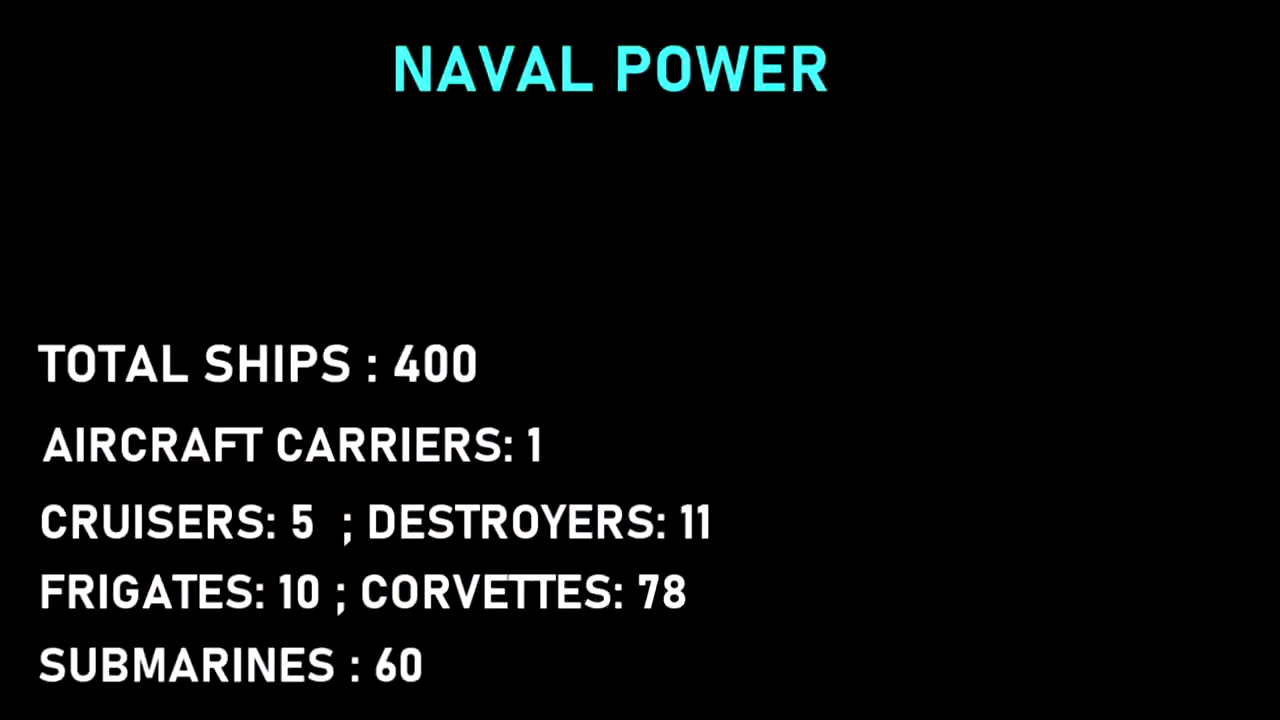 NAVAL POWER
TOTAL SHIPS : 400
AIRCRAFT CARRIERS: 1
CRUISERS: 5 ; DESTROYERS: 11
FRIGATES: 10 ; CORVETTES: 78
SUBMARINES : 60